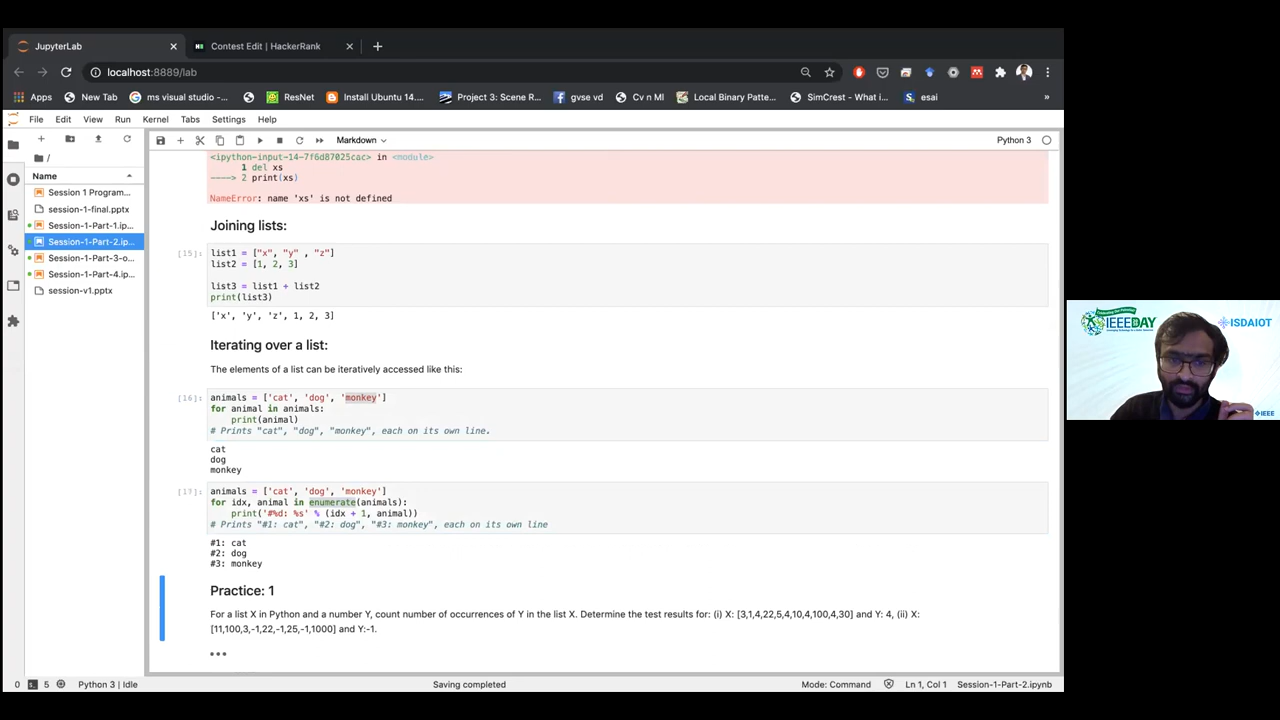 JupyterLab
Contest Edit | HackerRank
localhost:8889/lab
Apps
New Tab
ms visual studio -...
ResNet
Install Ubuntu 14....
Project 3: Scene R...
gvse vd
Cv n Ml
Local Binary Patte...
SimCrest - What i...
esai
File Edit View Run Kernel Tabs Settings Help
Markdown
Python 3
/
Name
Session 1 Program...
session-1-final.pptx
Session-1-Part-1.ip...
Session-1-Part-2.ip...
Session-1-Part-3-o...
Session-1-Part-4.ip...
session-v1.pptx
<ipython-input-14-7f6d87025cac> in <module>
1 del xs
----> 2 print(xs)
NameError: name 'xs' is not defined
Joining lists:
[15]: list1 = ["x", "y" , "z"]
list2 = [1, 2, 3]
list3 = list1 + list2
print(list3)
['x', 'y', 'z', 1, 2, 3]
Iterating over a list:
The elements of a list can be iteratively accessed like this:
[16]: animals = ['cat', 'dog', 'monkey']
for animal in animals:
print(animal)
# Prints "cat", "dog", "monkey", each on its own line.
cat
dog
monkey
[17]: animals = ['cat', 'dog', 'monkey']
for idx, animal in enumerate(animals):
print('#%d: %s' % (idx + 1, animal))
# Prints "#1: cat", "#2: dog", "#3: monkey", each on its own line
#1: cat
#2: dog
#3: monkey
Practice: 1
For a list X in Python and a number Y, count number of occurrences of Y in the list X. Determine the test results for: (i) X: [3,1,4,22,5,4,10,4,100,4,30] and Y: 4, (ii) X:
[11,100,3,-1,22,-1,25,-1,1000] and Y:-1.
0 5 Python 3 | Idle
Saving completed
Mode: Command
Ln 1, Col 1
Session-1-Part-2.ipynb
IEEEDAY
ISDAIOT
IEEE